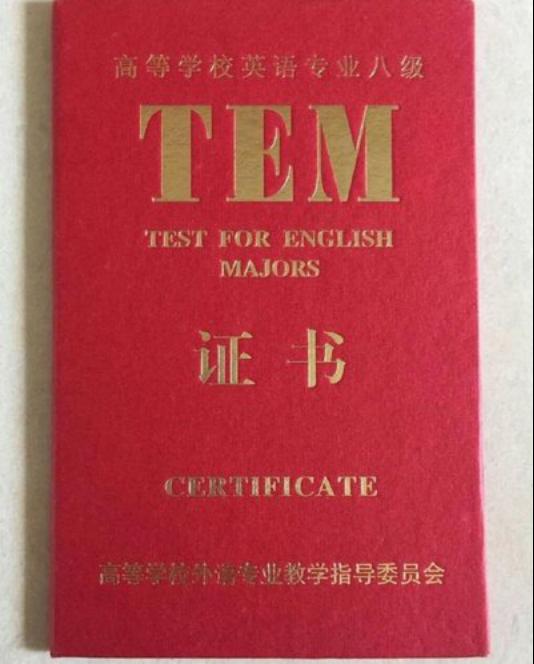 高等学校英语专业八级
TEM
TEST FOR ENGLISH
MAJORS
证书
CERTIFICATE
高等学校外语专业教学指导委员会